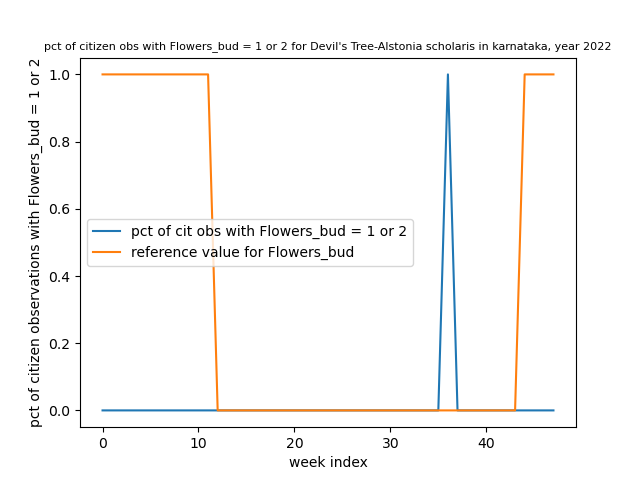 pct of citizen obs with Flowers_bud = 1 or 2 for Devil's Tree-Alstonia scholaris in karnataka, year 2022
pct of citizen observations with Flowers_bud = 1 or 2
1.0
0.8
0.6
0.4
0.2
0.0
pct of cit obs with Flowers_bud = 1 or 2
reference value for Flowers_bud
0 10 20 30 40
week index